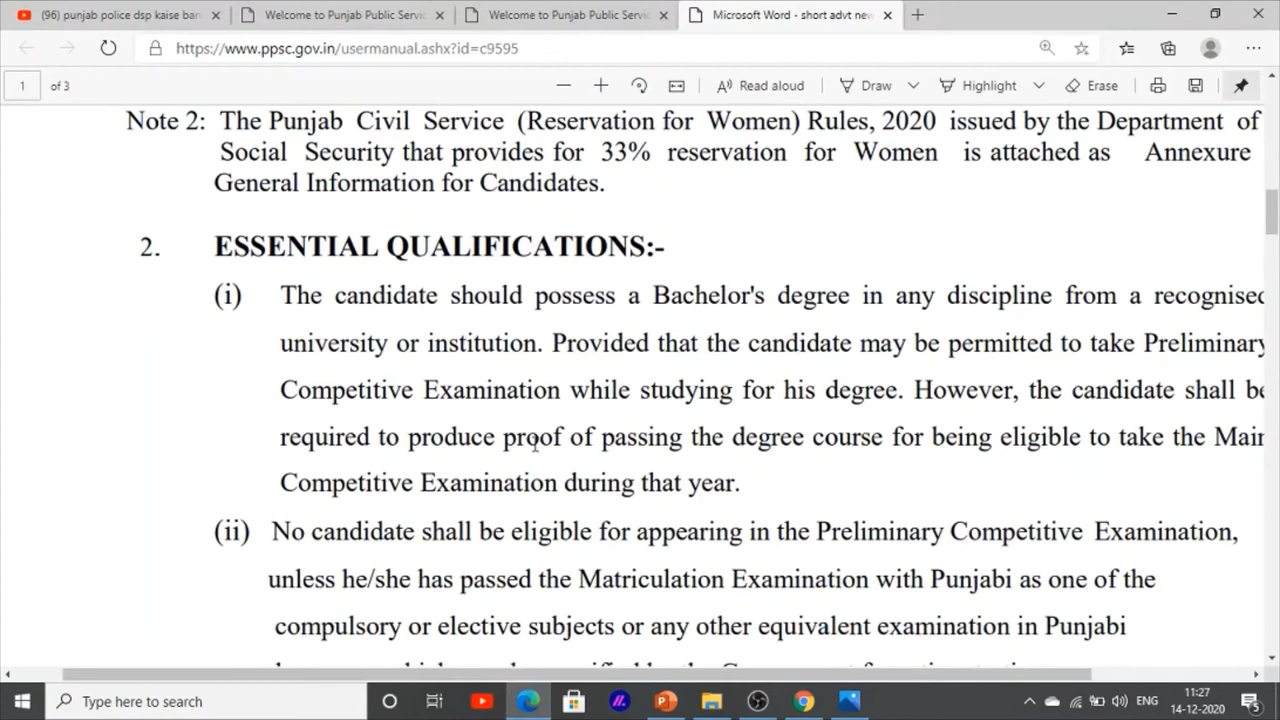 (96) punjab police dsp kaise ban
Welcome to Punjab Public Servic
Welcome to Punjab Public Servic
Microsoft Word - short advt new
https://www.ppsc.gov.in/usermanual.ashx?id=c9595
1 of 3
Read aloud
Draw
Highlight
Erase
Note 2: The Punjab Civil Service (Reservation for Women) Rules, 2020 issued by the Department of
Social Security that provides for 33% reservation for Women is attached as Annexure
General Information for Candidates.
2. ESSENTIAL QUALIFICATIONS:-
(i) The candidate should possess a Bachelor's degree in any discipline from a recognised
university or institution. Provided that the candidate may be permitted to take Preliminary
Competitive Examination while studying for his degree. However, the candidate shall be
required to produce proof of passing the degree course for being eligible to take the Main
Competitive Examination during that year.
(ii) No candidate shall be eligible for appearing in the Preliminary Competitive Examination,
unless he/she has passed the Matriculation Examination with Punjabi as one of the
compulsory or elective subjects or any other equivalent examination in Punjabi
Type here to search
ENG
11:27
14-12-2020
5